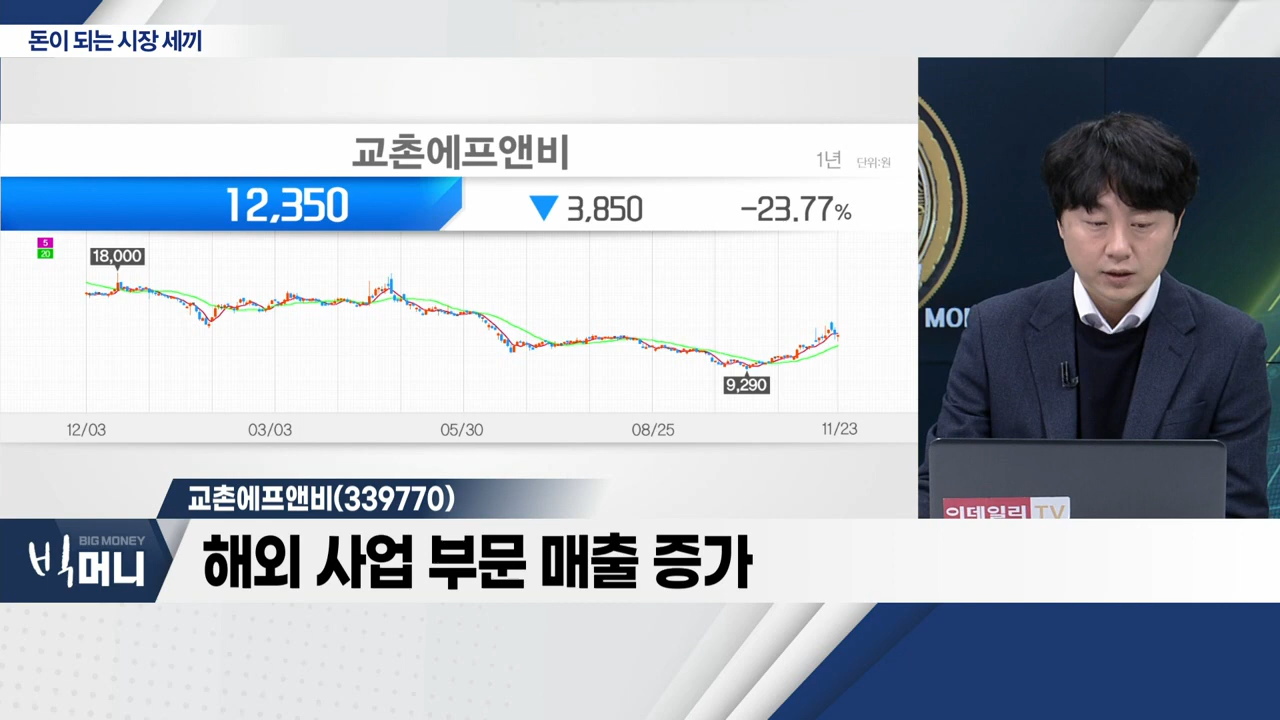 돈이 되는 시장 세끼
교촌에프앤비
1년 단위:원
12,350 ▼ 3,850 -23.77%
5
20
18,000
9,290
12/03 03/03 05/30 08/25 11/23
이데일리 TV
교촌에프앤비(339770)
BIG MONEY
빅머니
해외 사업 부문 매출 증가